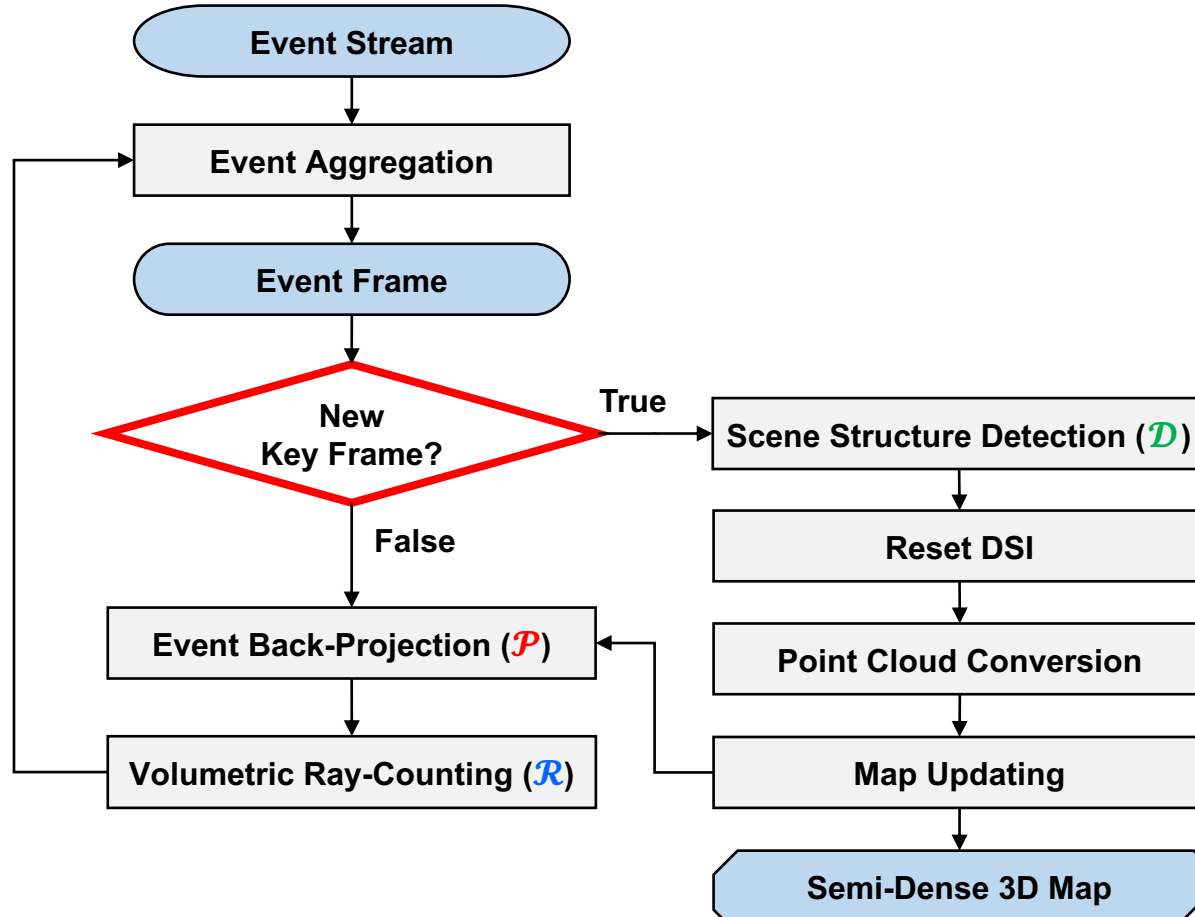 Event Stream
Event Aggregation
Event Frame
New
Key Frame?
True
False
Event Back-Projection (𝒫)
Volumetric Ray-Counting (ℛ)
Scene Structure Detection (𝒟)
Reset DSI
Point Cloud Conversion
Map Updating
Semi-Dense 3D Map